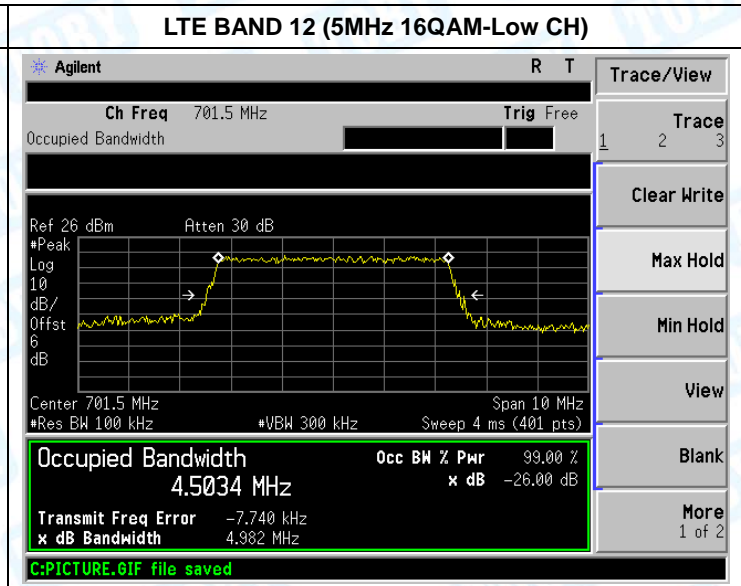 LTE BAND 12 (5MHz 16QAM-Low CH)
Agilent R T
Ch Freq 701.5 MHz Trig Free
Occupied Bandwidth
Ref 26 dBm Atten 30 dB
#Peak
Log
10
dB/
Offst
6
dB
Center 701.5 MHz Span 10 MHz
#Res BW 100 kHz #VBW 300 kHz Sweep 4 ms (401 pts)
Occupied Bandwidth Occ BW % Pwr 99.00 %
4.5034 MHz x dB -26.00 dB
Transmit Freq Error -7.740 kHz
x dB Bandwidth 4.982 MHz
C:PICTURE.GIF file saved
Trace/View
Trace
1 2 3
Clear Write
Max Hold
Min Hold
View
Blank
More
1 of 2